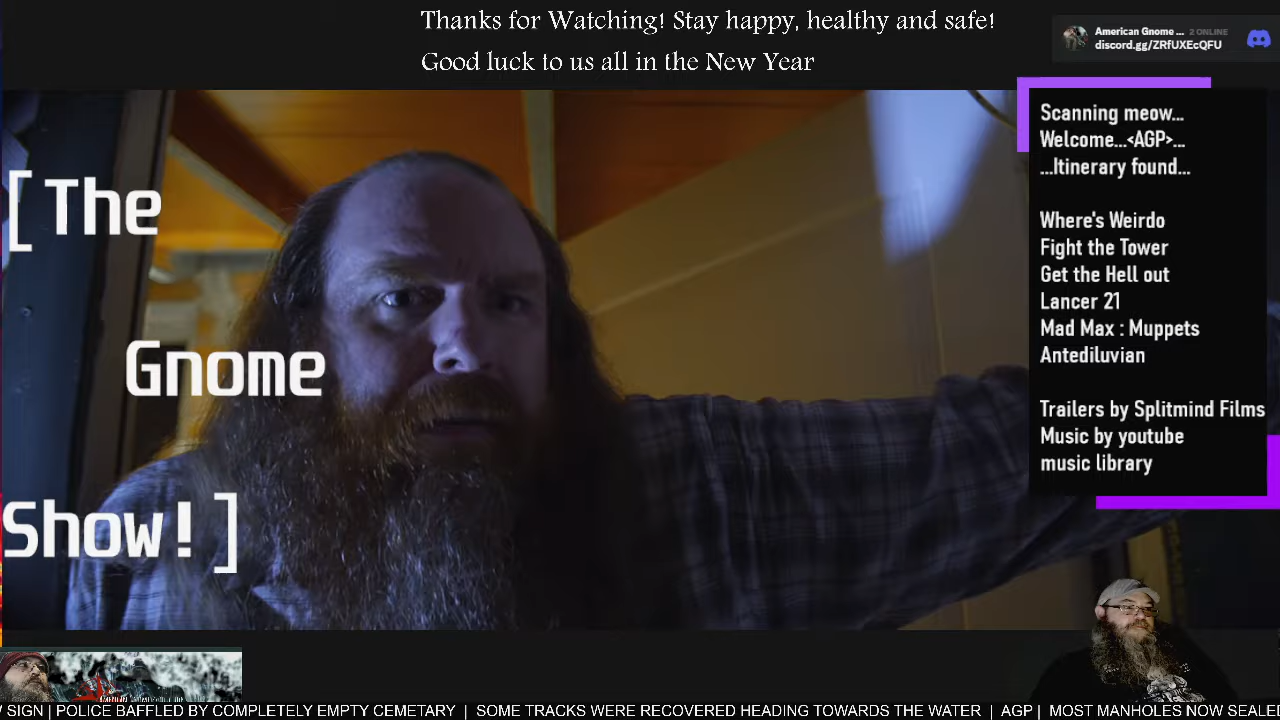 Thanks for Watching! Stay happy, healthy and safe!
Good luck to us all in the New Year
American Gnome ... 2 ONLINE
discord.gg/ZRfUXEcQFU
[The
Gnome
Show!]
Scanning meow...
Welcome...<AGP>...
...Itinerary found...
Where's Weirdo
Fight the Tower
Get the Hell out
Lancer 21
Mad Max : Muppets
Antediluvian
Trailers by Splitmind Films
Music by youtube
music library
SIGN | POLICE BAFFLED BY COMPLETELY EMPTY CEMETARY | SOME TRACKS WERE RECOVERED HEADING TOWARDS THE WATER | AGP | MOST MANHOLES NOW SEALE